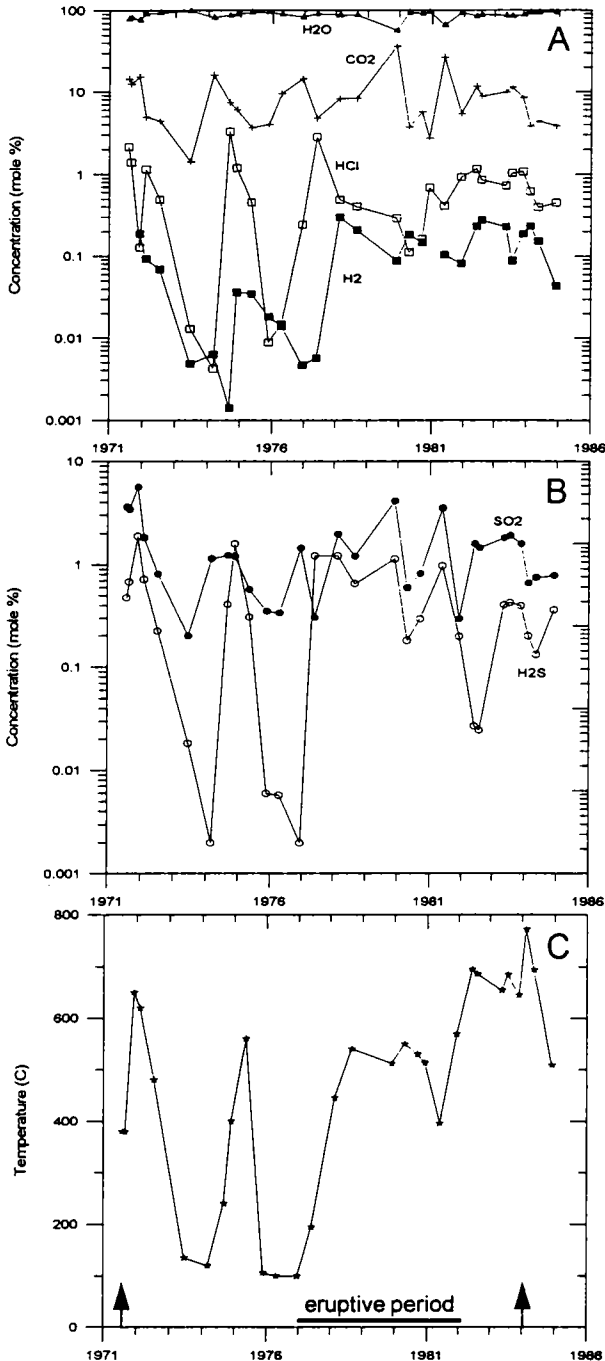 100
10
1
0.1
0.01
0.001
Concentration (mole %)
A
H2O
CO2
HCl
H2
1971
1976
1981
1986
10
1
0.1
0.01
0.001
Concentration (mole %)
B
SO2
H2S
1971
1976
1981
1986
800
600
400
200
0
Temperature (C)
C
eruptive period
1971
1976
1981
1986